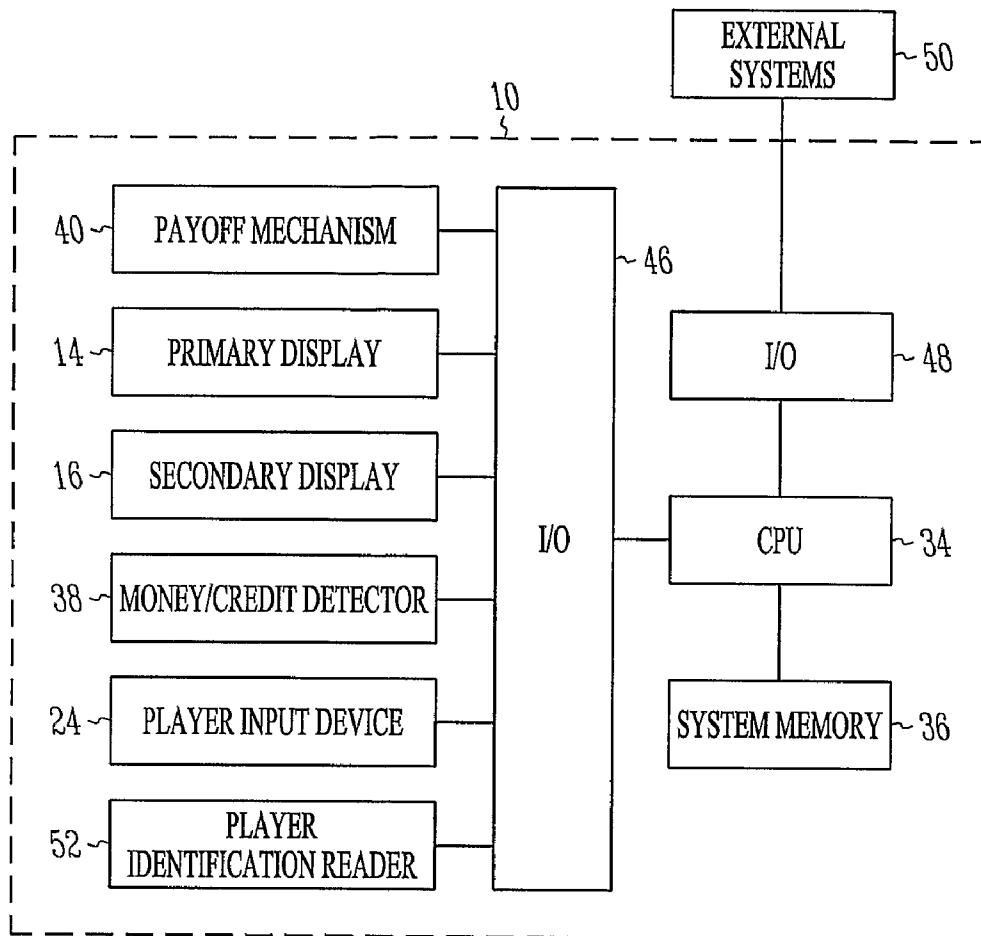 EXTERNAL
SYSTEMS
50
10
40
PAYOFF MECHANISM
46
14
PRIMARY DISPLAY
I/O
48
16
SECONDARY DISPLAY
I/O
CPU
34
38
MONEY/CREDIT DETECTOR
24
PLAYER INPUT DEVICE
SYSTEM MEMORY
36
52
PLAYER
IDENTIFICATION READER